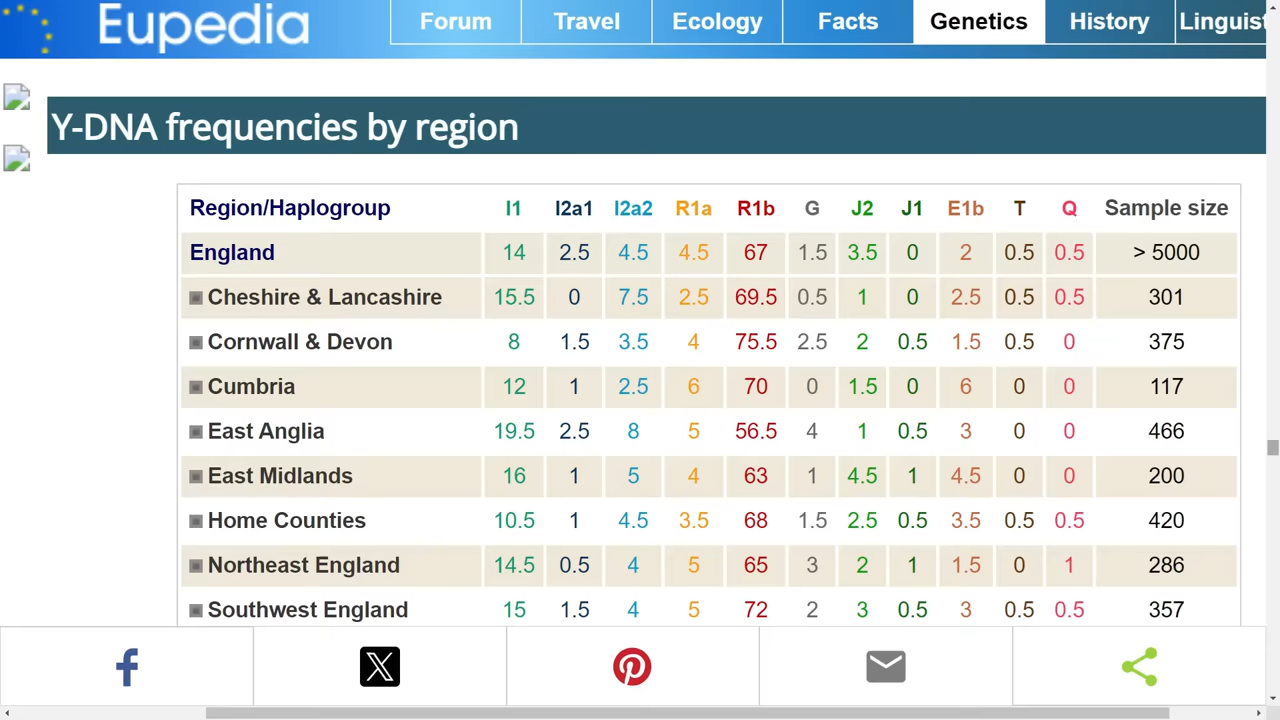 Eupedia Forum Travel Ecology Facts Genetics History Linguist
Y-DNA frequencies by region
Region/Haplogroup I1 I2a1 I2a2 R1a R1b G J2 J1 E1b T Q Sample size
England 14 2.5 4.5 4.5 67 1.5 3.5 0 2 0.5 0.5 > 5000
Cheshire & Lancashire 15.5 0 7.5 2.5 69.5 0.5 1 0 2.5 0.5 0.5 301
Cornwall & Devon 8 1.5 3.5 4 75.5 2.5 2 0.5 1.5 0.5 0 375
Cumbria 12 1 2.5 6 70 0 1.5 0 6 0 0 117
East Anglia 19.5 2.5 8 5 56.5 4 1 0.5 3 0 0 466
East Midlands 16 1 5 4 63 1 4.5 1 4.5 0 0 200
Home Counties 10.5 1 4.5 3.5 68 1.5 2.5 0.5 3.5 0.5 0.5 420
Northeast England 14.5 0.5 4 5 65 3 2 1 1.5 0 1 286
Southwest England 15 1.5 4 5 72 2 3 0.5 3 0.5 0.5 357